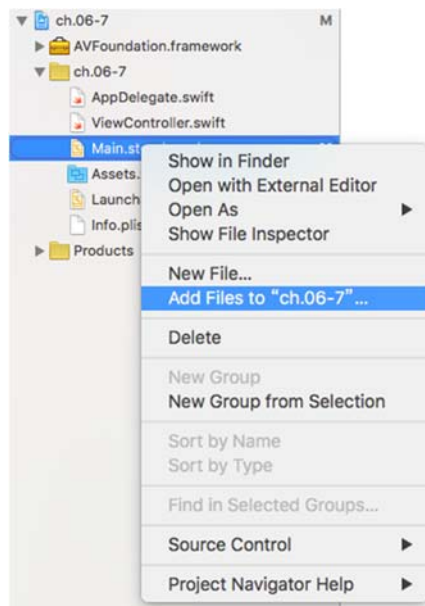 ch.06-7 M
AVFoundation.framework
ch.06-7
AppDelegate.swift
ViewController.swift
Main.st
Assets.
Launch
Info.plis
Products
Show in Finder
Open with External Editor
Open As
Show File Inspector
New File...
Add Files to “ch.06-7”...
Delete
New Group
New Group from Selection
Sort by Name
Sort by Type
Find in Selected Groups...
Source Control
Project Navigator Help